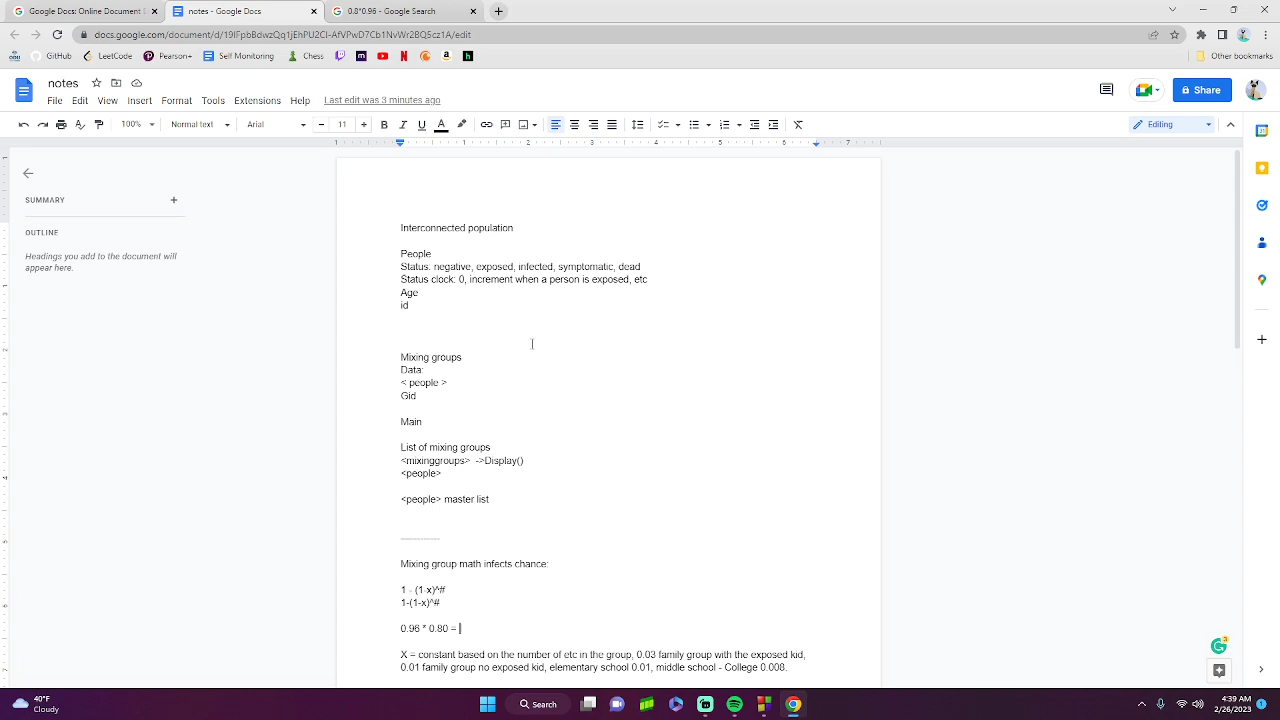 Google Docs: Online Document E
notes - Google Docs
0.8*0.96 - Google Search
docs.google.com/document/d/19IFpbBdwzQq1jEhPU2CI-AfVPwD7Cb1NvWr28Q5cz1A/edit
GitHub
LeetCode
Pearson+
Self Monitoring
Chess
Other bookmarks
notes
File Edit View Insert Format Tools Extensions Help Last edit was 3 minutes ago
Share
100%
Normal text
Arial
11
Editing
SUMMARY
OUTLINE
Headings you add to the document will
appear here.
Interconnected population
People
Status: negative, exposed, infected, symptomatic, dead
Status clock: 0, increment when a person is exposed, etc
Age
id
Mixing groups
Data:
< people >
Gid
Main
List of mixing groups
<mixinggroups> ->Display()
<people>
<people> master list
------------
Mixing group math infects chance:
1 - (1-x)^#
1-(1-x)^#
0.96 * 0.80 =
X = constant based on the number of etc in the group, 0.03 family group with the exposed kid,
0.01 family group no exposed kid, elementary school 0.01, middle school - College 0.008.
40°F
Cloudy
Search
4:39 AM
2/26/2023